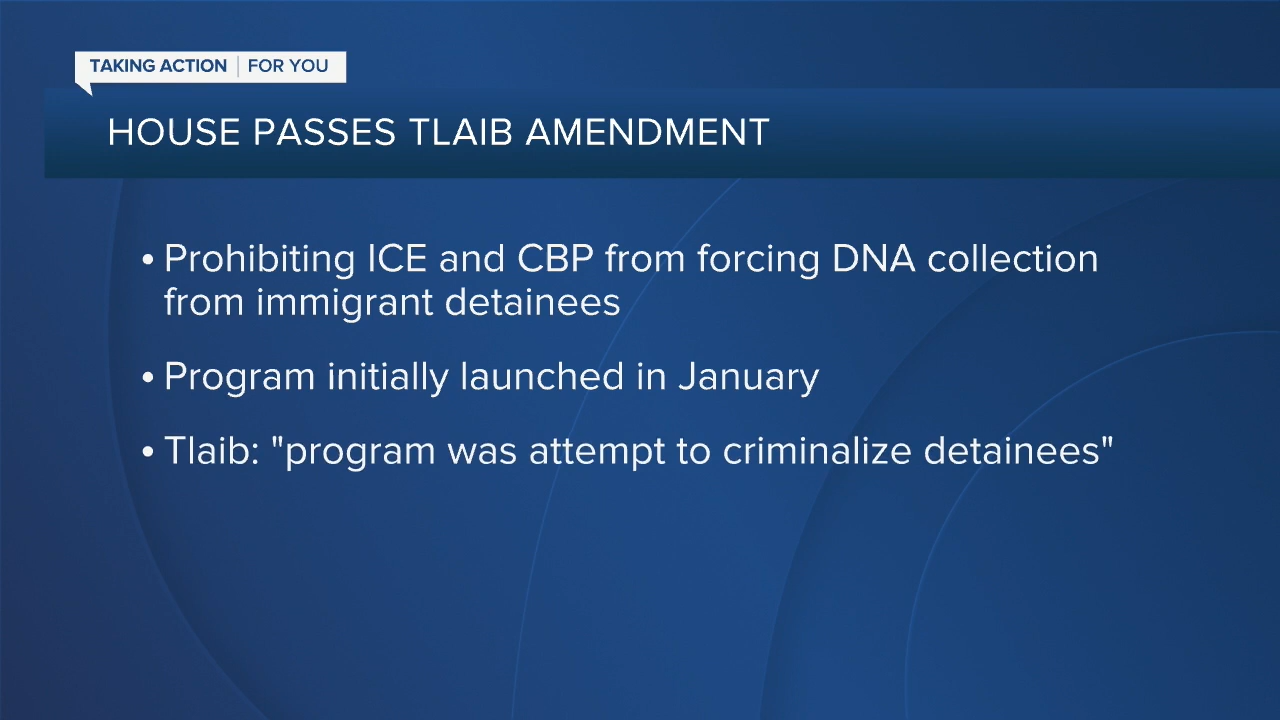 TAKING ACTION | FOR YOU
HOUSE PASSES TLAIB AMENDMENT
• Prohibiting ICE and CBP from forcing DNA collection
from immigrant detainees
• Program initially launched in January
• Tlaib: "program was attempt to criminalize detainees"